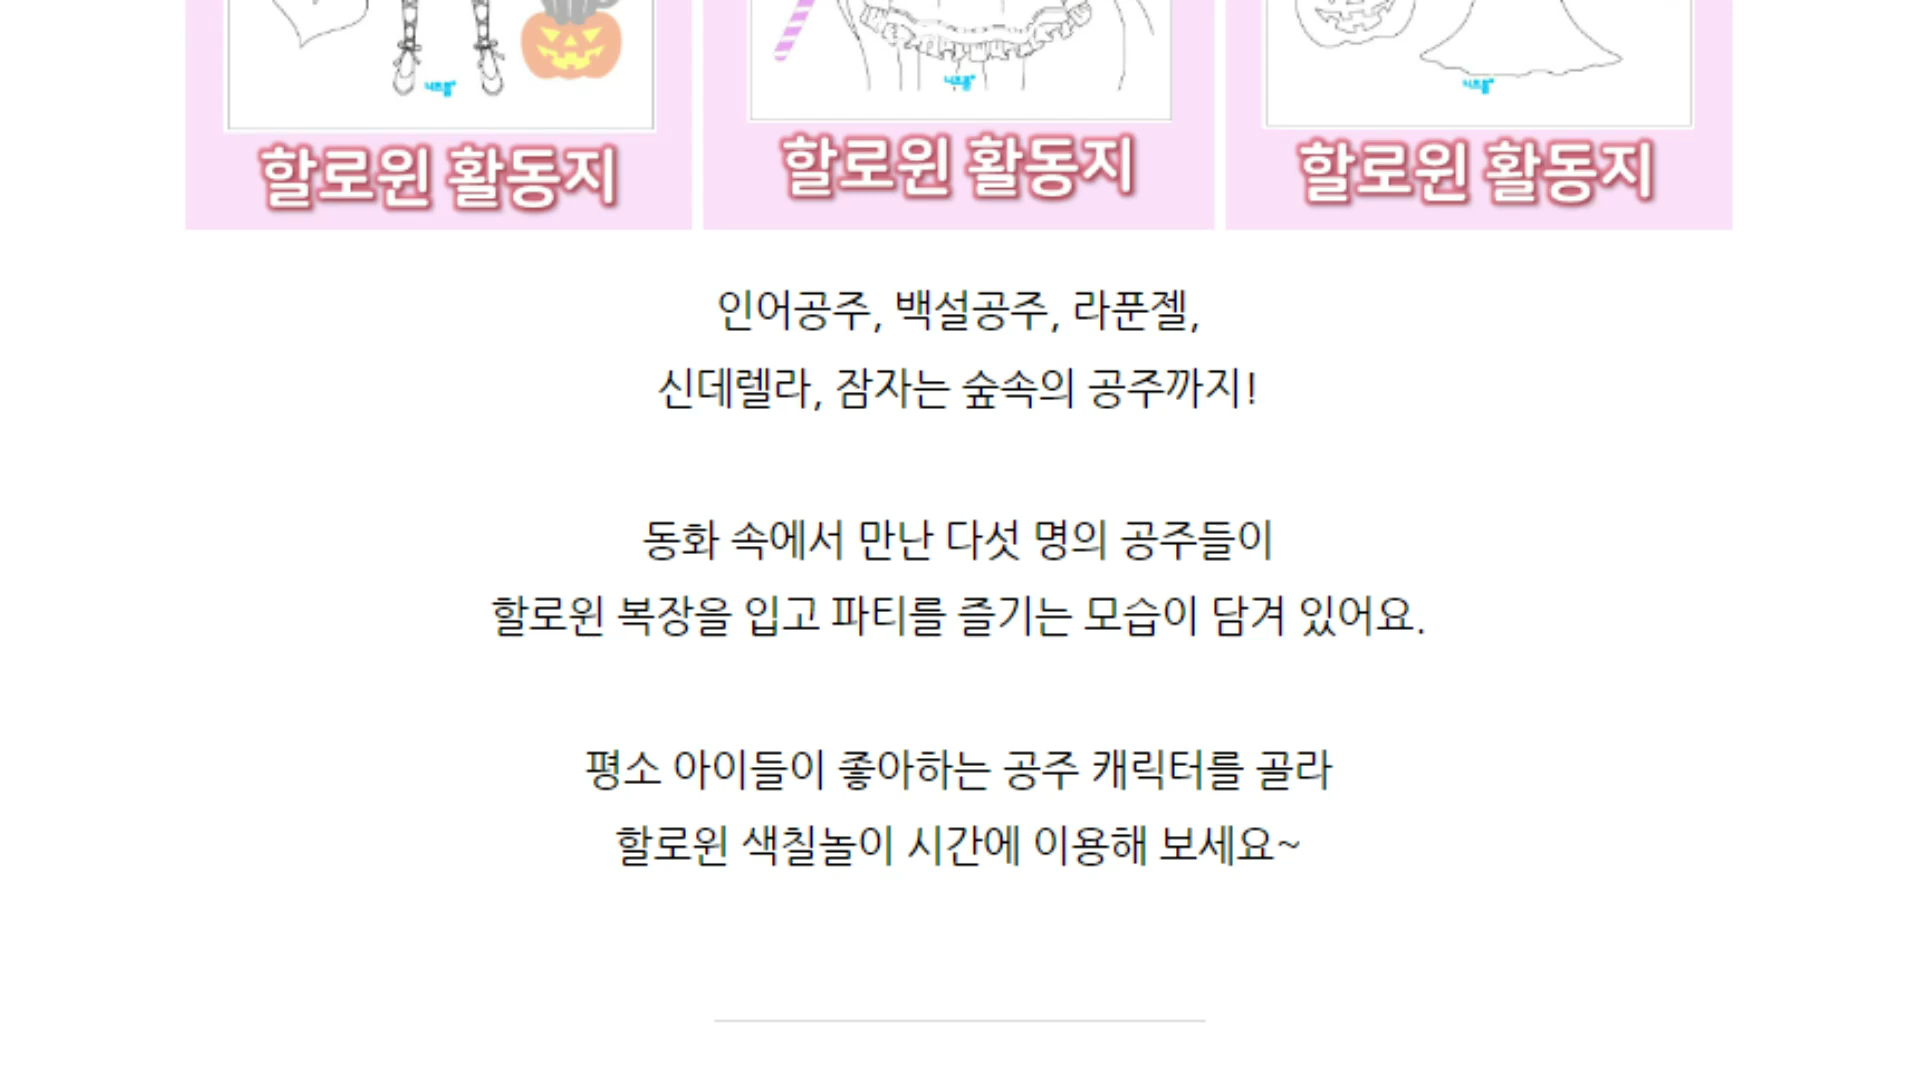 할로윈 활동지
할로윈 활동지
할로윈 활동지
인어공주, 백설공주, 라푼젤,
신데렐라, 잠자는 숲속의 공주까지!
동화 속에서 만난 다섯 명의 공주들이
할로윈 복장을 입고 파티를 즐기는 모습이 담겨 있어요.
평소 아이들이 좋아하는 공주 캐릭터를 골라
할로윈 색칠놀이 시간에 이용해 보세요~